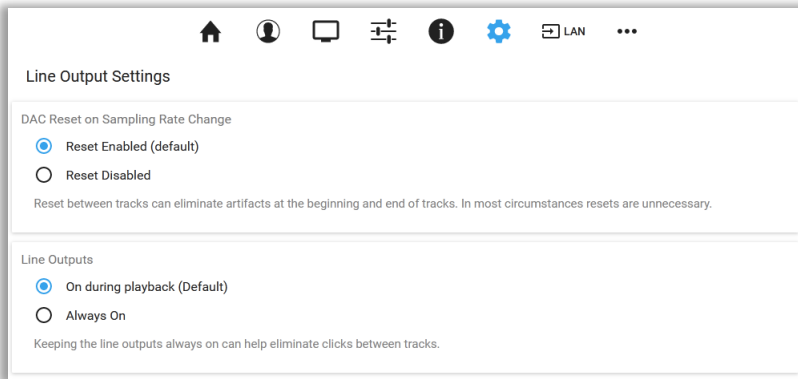 LAN
Line Output Settings
DAC Reset on Sampling Rate Change
Reset Enabled (default)
Reset Disabled
Reset between tracks can eliminate artifacts at the beginning and end of tracks. In most circumstances resets are unnecessary.
Line Outputs
On during playback (Default)
Always On
Keeping the line outputs always on can help eliminate clicks between tracks.